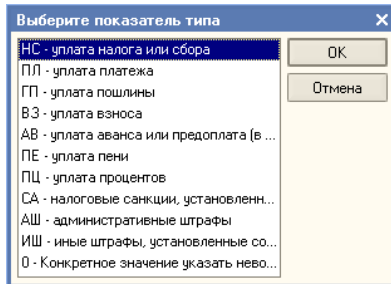 Выберите показатель типа
НС - уплата налога или сбора
ПЛ - уплата платежа
ГП - уплата пошлины
ВЗ - уплата взноса
АВ - уплата аванса или предоплата (в ...
ПЕ - уплата пени
ПЦ - уплата процентов
СА - налоговые санкции, установленн...
АШ - административные штрафы
ИШ - иные штрафы, установленные со...
0 - Конкретное значение указать нево...
OK
Отмена